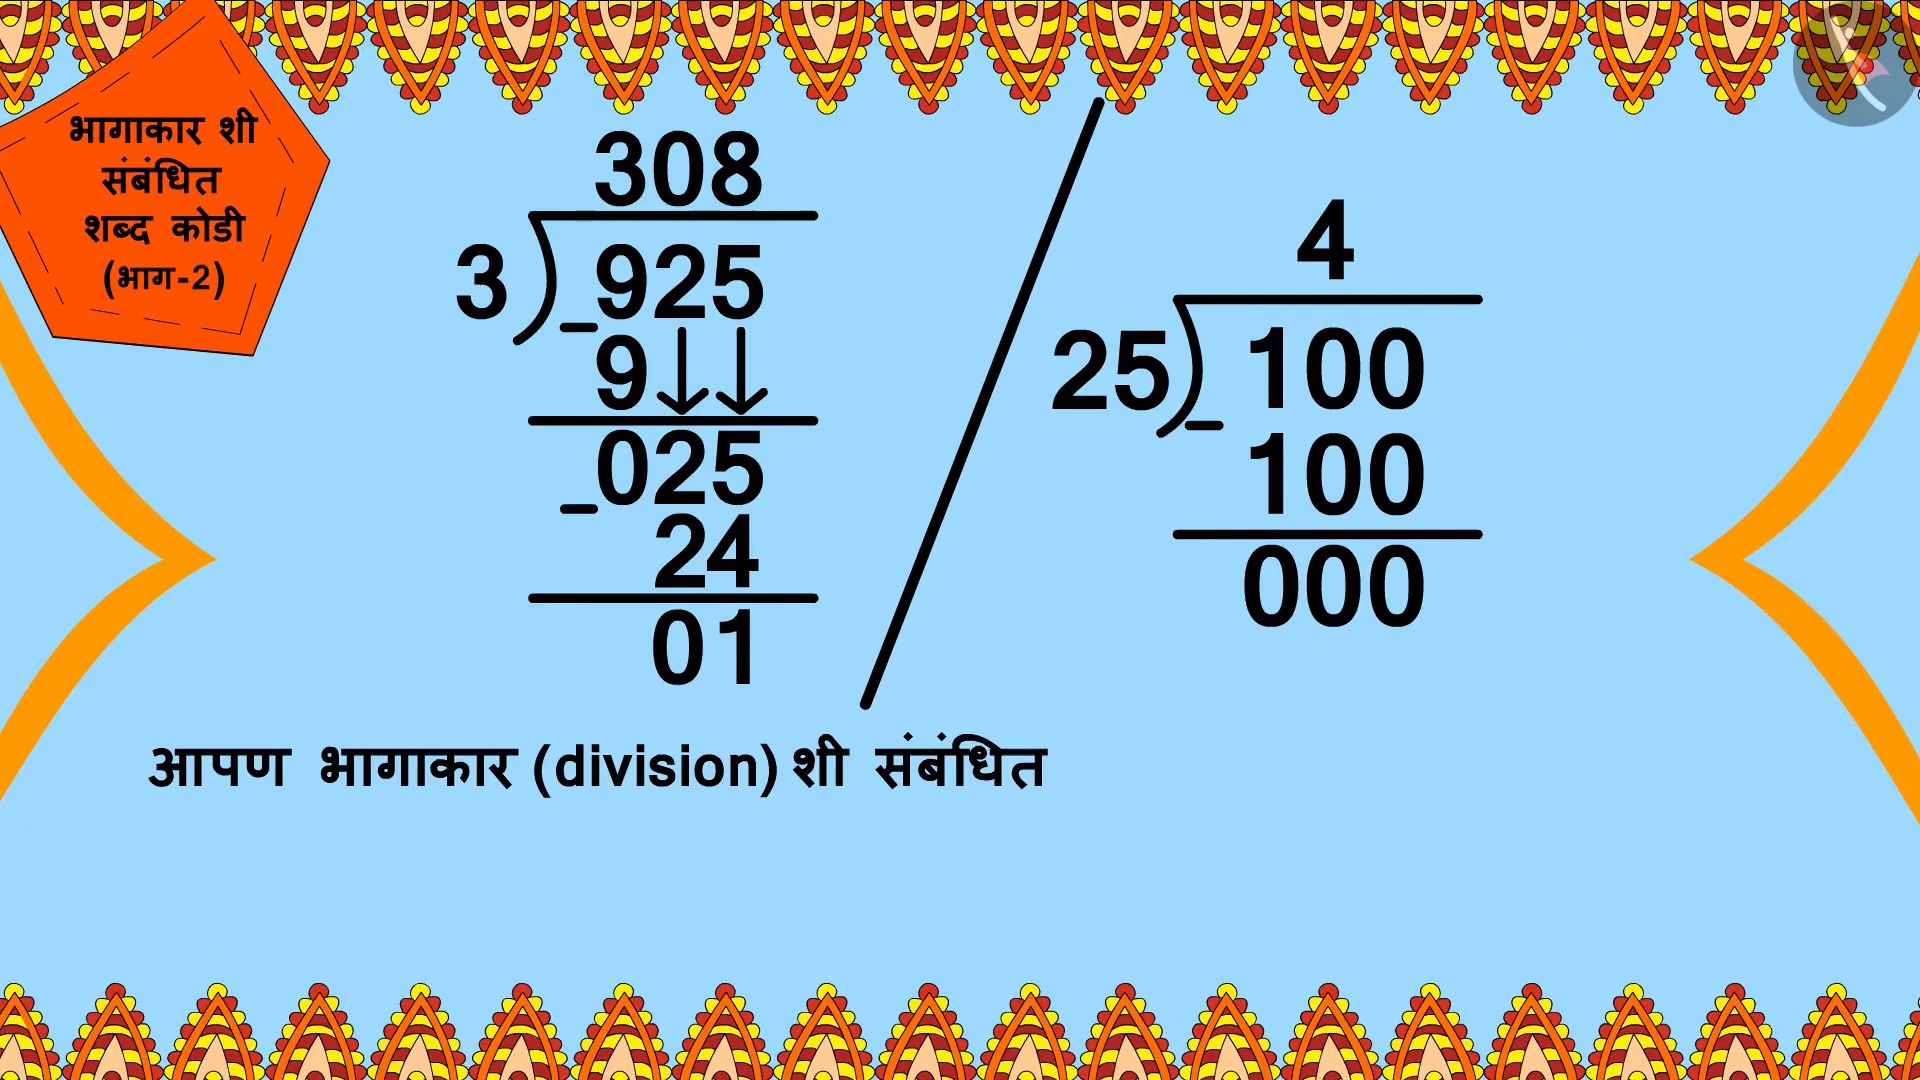 भागाकार शी
संबंधित
शब्द कोडी
(भाग-2)
308
3)925
-9↓↓
025
-24
01
4
25)100
-100
000
आपण भागाकार (division) शी संबंधित